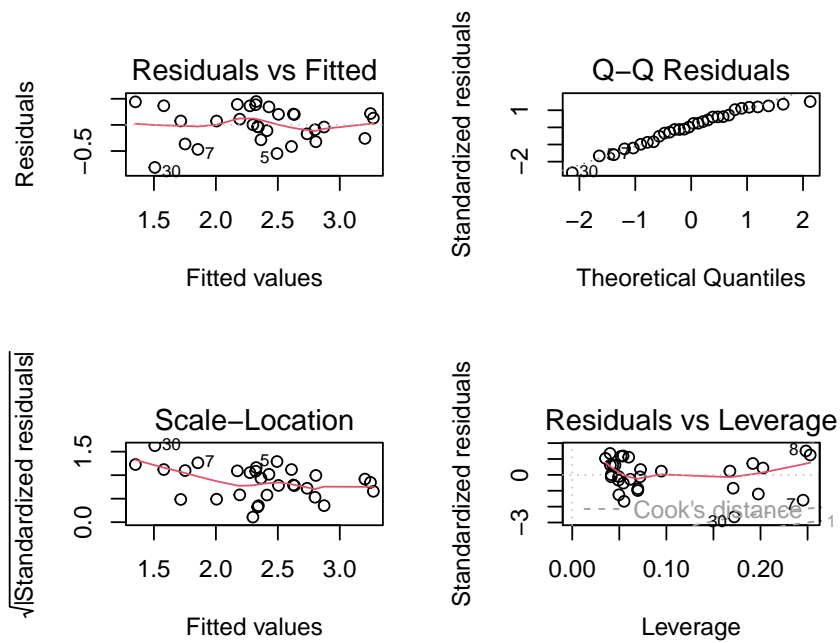 Residuals vs Fitted
Residuals
−0.5
30
7
5
1.5 2.0 2.5 3.0
Fitted values
Q−Q Residuals
Standardized residuals
−2 1
30
5
7
−2 −1 0 1 2
Theoretical Quantiles
Scale−Location
√|Standardized residuals|
0.0 1.5
30
7
5
1.5 2.0 2.5 3.0
Fitted values
Residuals vs Leverage
Standardized residuals
−3 0
8
7
30
Cook's distance
1
0.00 0.10 0.20
Leverage